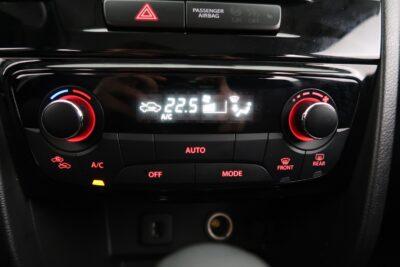 PASSENGER
AIRBAG
22.5
A/C
AUTO
A/C
OFF
MODE
FRONT
REAR